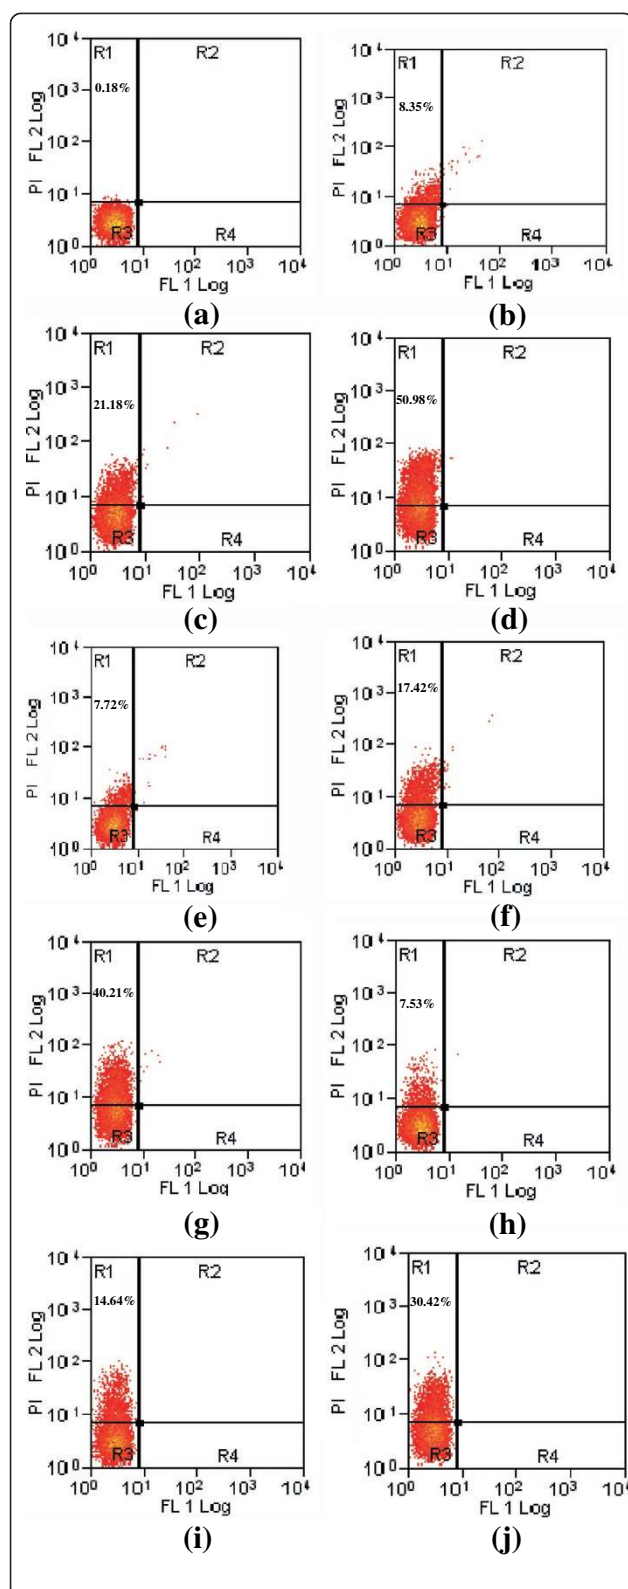 10⁴ R1 R2
0.18%
10³
10²
10¹
10⁰ R3 R4
PI FL 2 Log
10⁰ 10¹ 10² 10³ 10⁴
FL 1 Log
(a)
10⁴ R1 R2
8.35%
10³
10²
10¹
10⁰ R3 R4
PI FL 2 Log
10⁰ 10¹ 10² 10³ 10⁴
FL 1 Log
(b)
10⁴ R1 R2
21.18%
10³
10²
10¹
10⁰ R3 R4
PI FL 2 Log
10⁰ 10¹ 10² 10³ 10⁴
FL 1 Log
(c)
10⁴ R1 R2
50.98%
10³
10²
10¹
10⁰ R3 R4
PI FL 2 Log
10⁰ 10¹ 10² 10³ 10⁴
FL 1 Log
(d)
10⁴ R1 R2
7.72%
10³
10²
10¹
10⁰ R3 R4
PI FL 2 Log
10⁰ 10¹ 10² 10³ 10⁴
FL 1 Log
(e)
10⁴ R1 R2
17.42%
10³
10²
10¹
10⁰ R3 R4
PI FL 2 Log
10⁰ 10¹ 10² 10³ 10⁴
FL 1 Log
(f)
10⁴ R1 R2
40.21%
10³
10²
10¹
10⁰ R3 R4
PI FL 2 Log
10⁰ 10¹ 10² 10³ 10⁴
FL 1 Log
(g)
10⁴ R1 R2
7.53%
10³
10²
10¹
10⁰ R3 R4
PI FL 2 Log
10⁰ 10¹ 10² 10³ 10⁴
FL 1 Log
(h)
10⁴ R1 R2
14.64%
10³
10²
10¹
10⁰ R3 R4
PI FL 2 Log
10⁰ 10¹ 10² 10³ 10⁴
FL 1 Log
(i)
10⁴ R1 R2
30.42%
10³
10²
10¹
10⁰ R3 R4
PI FL 2 Log
10⁰ 10¹ 10² 10³ 10⁴
FL 1 Log
(j)